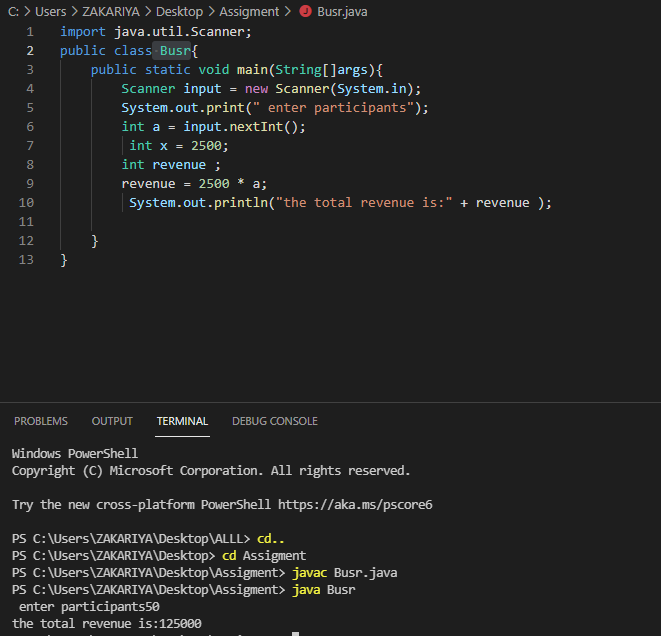 C: > Users > ZAKARIYA > Desktop > Assigment > J Busr.java
1 import java.util.Scanner;
2 public class Busr{
3 public static void main(String[]args){
4 Scanner input = new Scanner(System.in);
5 System.out.print(" enter participants");
6 int a = input.nextInt();
7 int x = 2500;
8 int revenue ;
9 revenue = 2500 * a;
10 System.out.println("the total revenue is:" + revenue );
11
12 }
13 }
PROBLEMS OUTPUT TERMINAL DEBUG CONSOLE
Windows PowerShell
Copyright (C) Microsoft Corporation. All rights reserved.
Try the new cross-platform PowerShell https://aka.ms/pscore6
PS C:\Users\ZAKARIYA\Desktop\ALLL> cd..
PS C:\Users\ZAKARIYA\Desktop> cd Assigment
PS C:\Users\ZAKARIYA\Desktop\Assigment> javac Busr.java
PS C:\Users\ZAKARIYA\Desktop\Assigment> java Busr
enter participants50
the total revenue is:125000